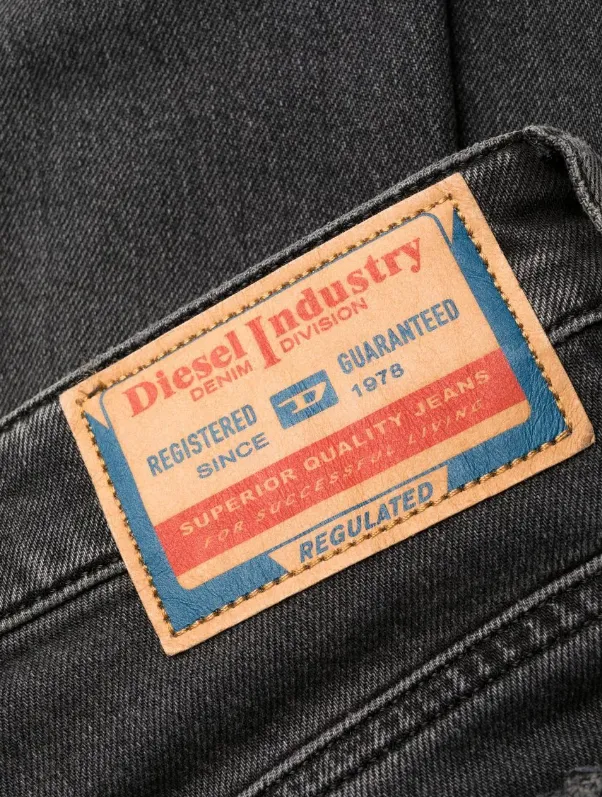 Diesel Industry
DENIM DIVISION
REGISTERED D GUARANTEED
SINCE 1978
SUPERIOR QUALITY JEANS
FOR SUCCESSFUL LIVING
REGULATED